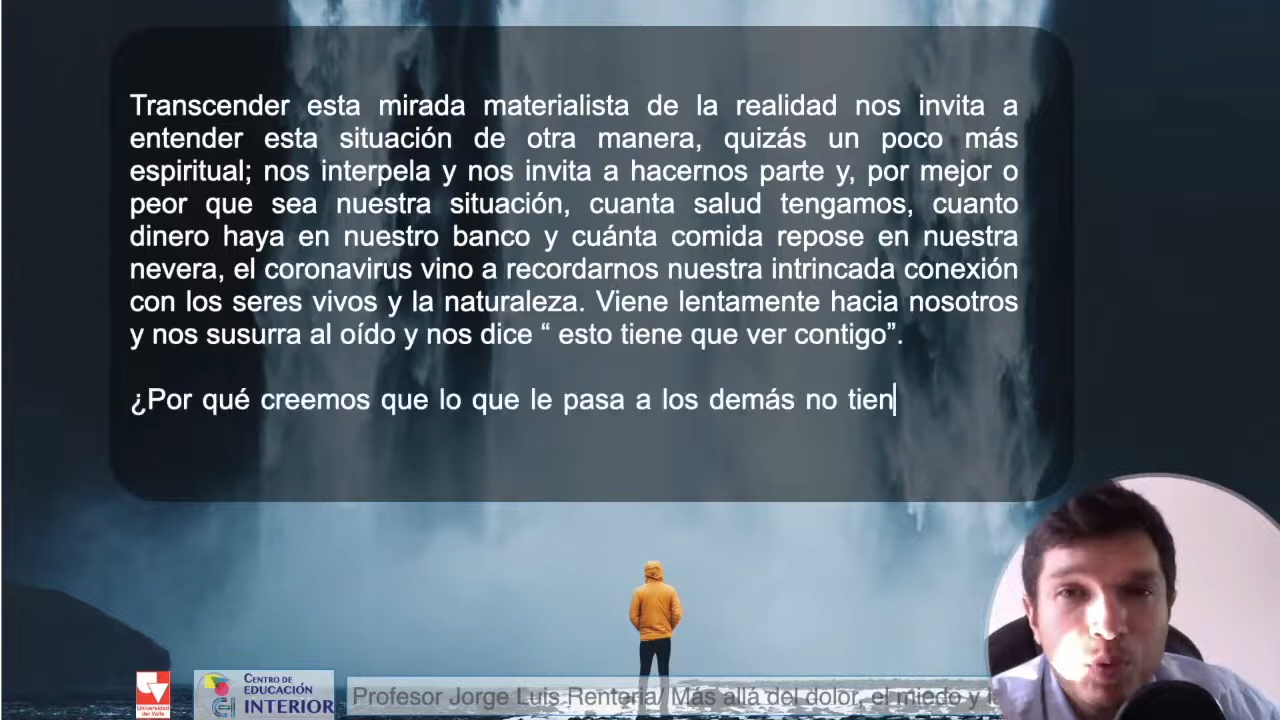 Transcender esta mirada materialista de la realidad nos invita a
entender esta situación de otra manera, quizás un poco más
espiritual; nos interpela y nos invita a hacernos parte y, por mejor o
peor que sea nuestra situación, cuanta salud tengamos, cuanto
dinero haya en nuestro banco y cuánta comida repose en nuestra
nevera, el coronavirus vino a recordarnos nuestra intrincada conexión
con los seres vivos y la naturaleza. Viene lentamente hacia nosotros
y nos susurra al oído y nos dice “ esto tiene que ver contigo”.
¿Por qué creemos que lo que le pasa a los demás no tien
Universidad
del Valle
CENTRO DE
EDUCACIÓN
INTERIOR
Profesor Jorge Luis Rentería/ Más allá del dolor, el miedo y